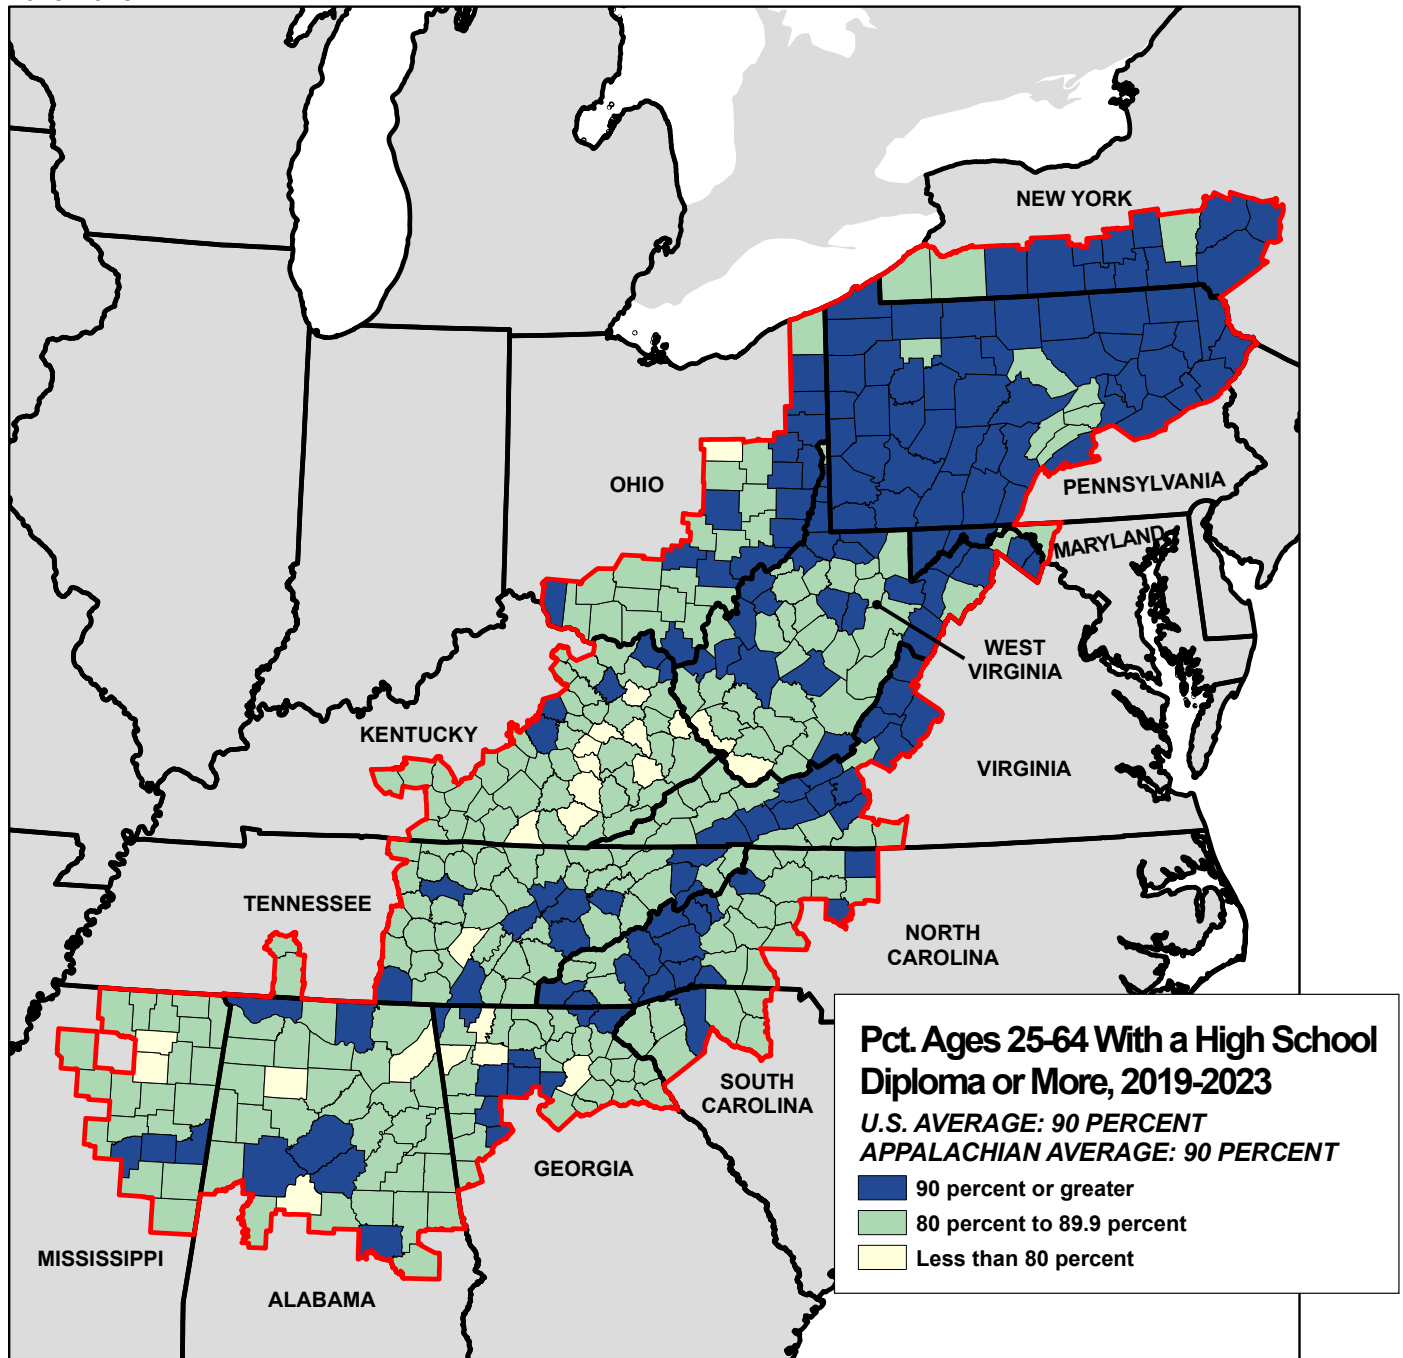 NEW YORK
OHIO
PENNSYLVANIA
MARYLAND
WEST
VIRGINIA
KENTUCKY
VIRGINIA
TENNESSEE
NORTH
CAROLINA
SOUTH
CAROLINA
GEORGIA
MISSISSIPPI
ALABAMA
Pct. Ages 25-64 With a High School
Diploma or More, 2019-2023
U.S. AVERAGE: 90 PERCENT
APPALACHIAN AVERAGE: 90 PERCENT
90 percent or greater
80 percent to 89.9 percent
Less than 80 percent